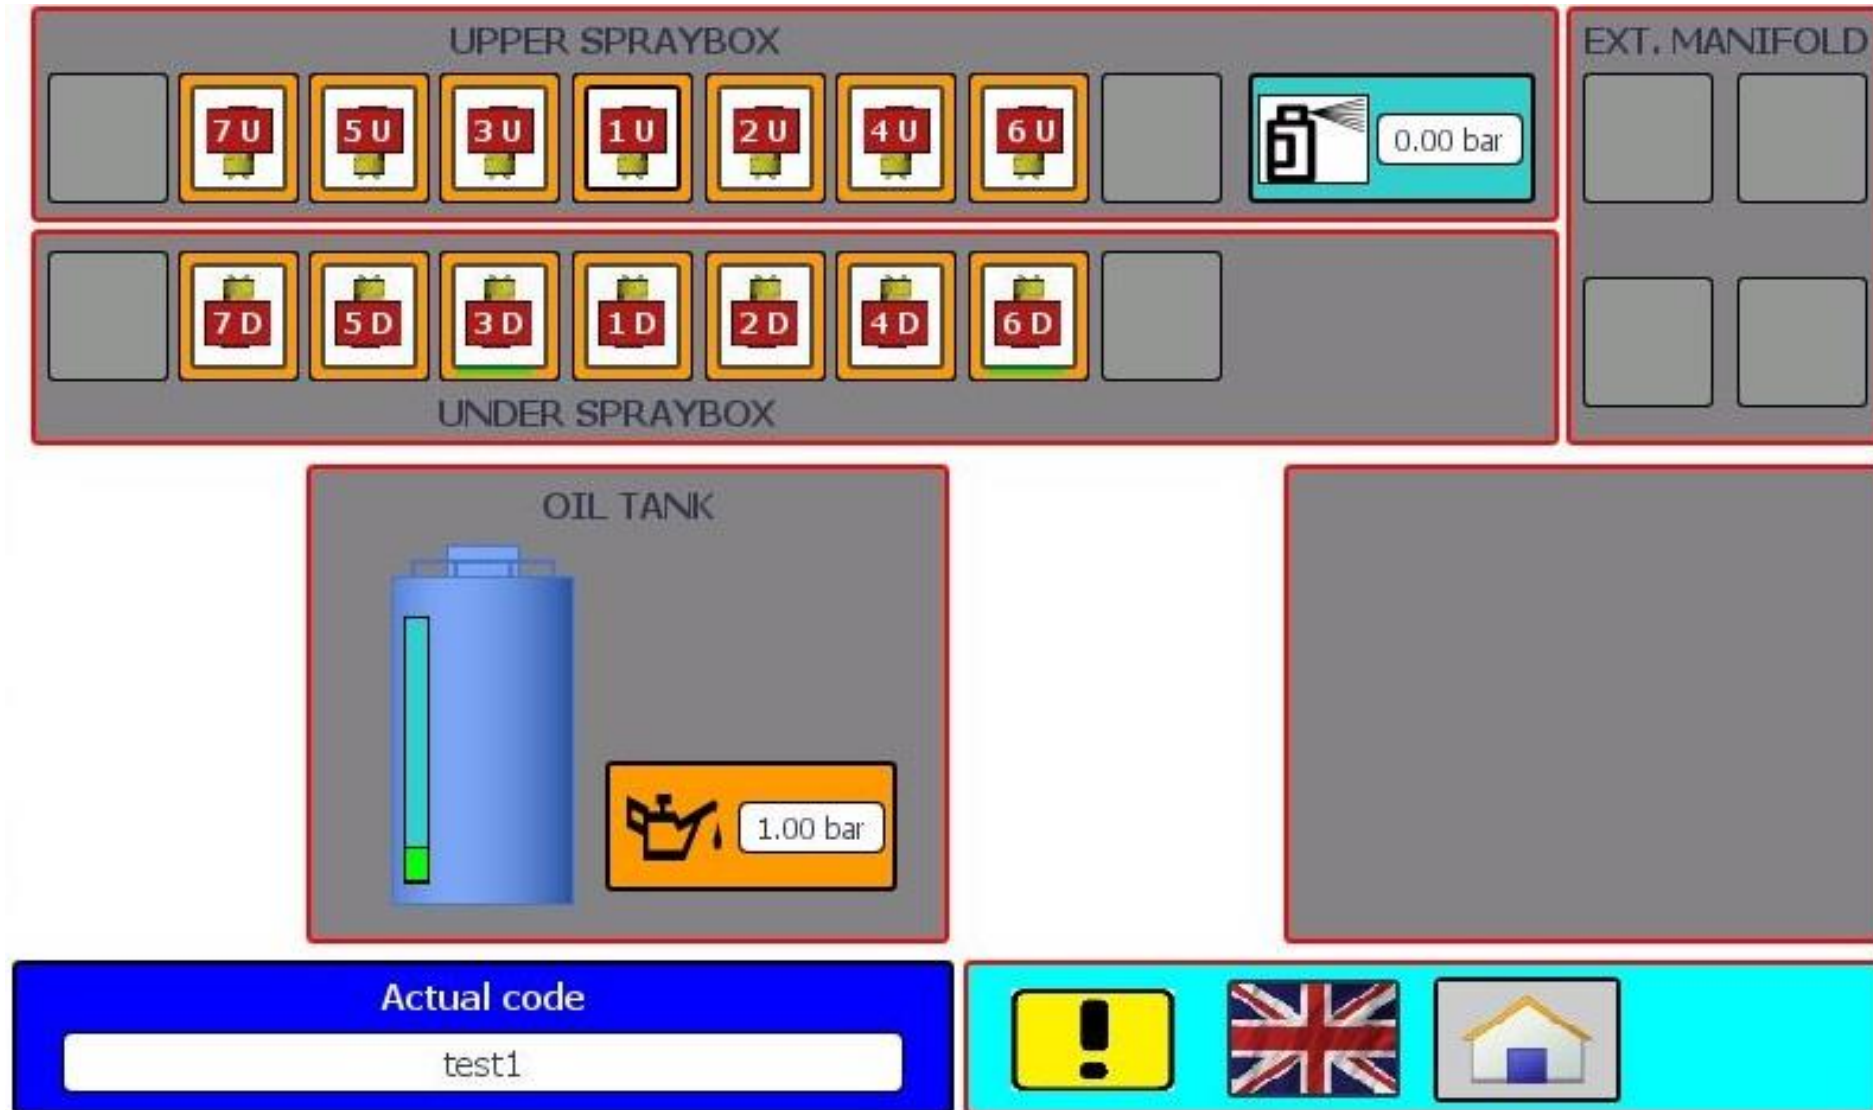 UPPER SPRAYBOX
EXT. MANIFOLD
7 U
5 U
3 U
1 U
2 U
4 U
6 U
0.00 bar
7 D
5 D
3 D
1 D
2 D
4 D
6 D
UNDER SPRAYBOX
OIL TANK
1.00 bar
Actual code
test1